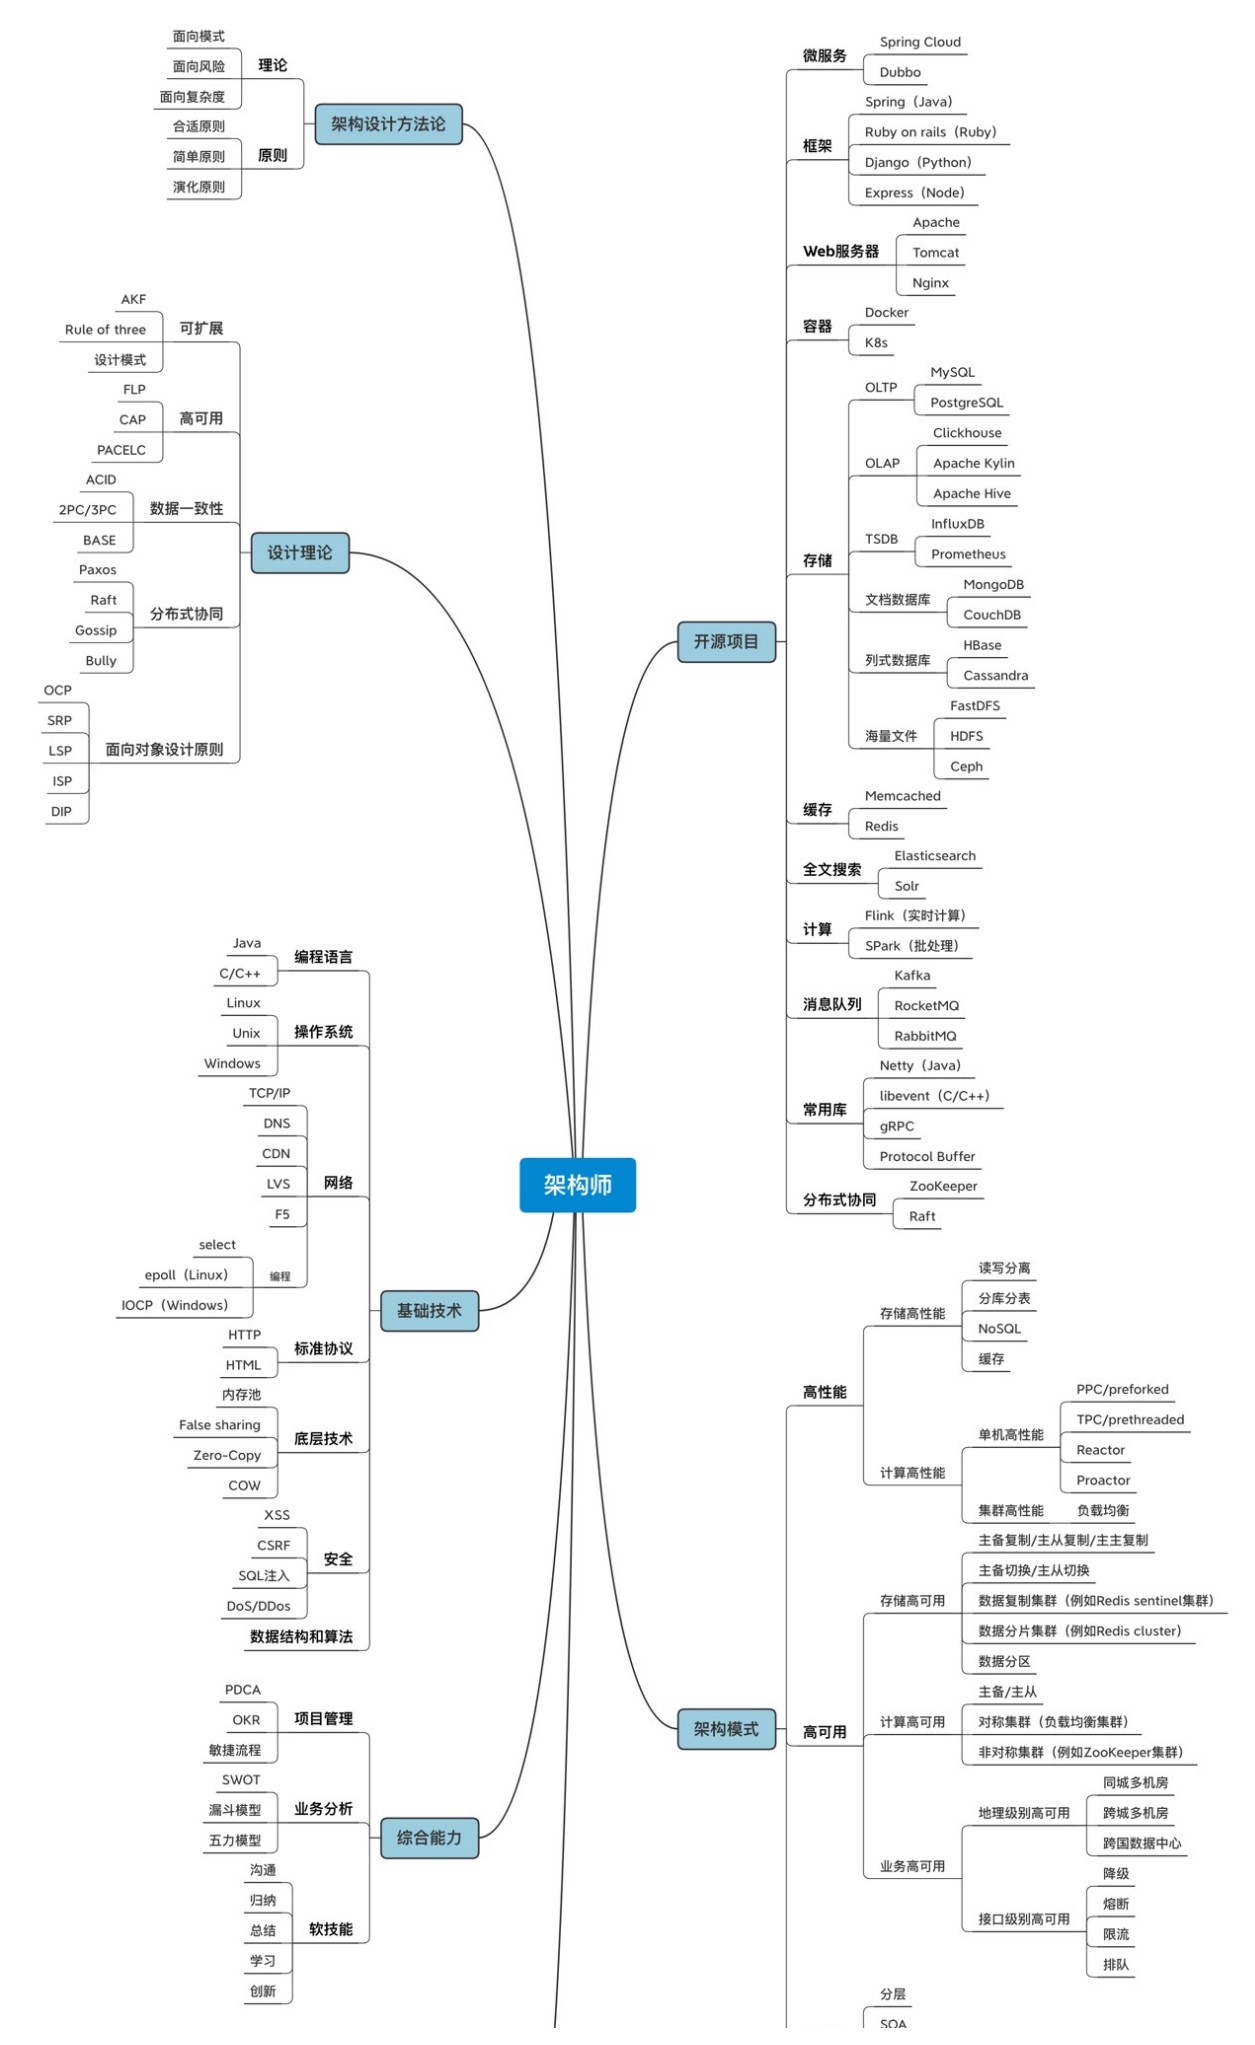 架构师
架构设计方法论
理论
面向模式
面向风险
面向复杂度
原则
合适原则
简单原则
演化原则
设计理论
可扩展
AKF
Rule of three
设计模式
高可用
FLP
CAP
PACELC
数据一致性
ACID
2PC/3PC
BASE
分布式协同
Paxos
Raft
Gossip
Bully
面向对象设计原则
OCP
SRP
LSP
ISP
DIP
基础技术
编程语言
Java
C/C++
操作系统
Linux
Unix
Windows
网络
TCP/IP
DNS
CDN
LVS
F5
编程
select
epoll（Linux）
IOCP（Windows）
标准协议
HTTP
HTML
底层技术
内存池
False sharing
Zero-Copy
COW
安全
XSS
CSRF
SQL注入
DoS/DDos
数据结构和算法
综合能力
项目管理
PDCA
OKR
敏捷流程
业务分析
SWOT
漏斗模型
五力模型
软技能
沟通
归纳
总结
学习
创新
开源项目
微服务
Spring Cloud
Dubbo
框架
Spring（Java）
Ruby on rails（Ruby）
Django（Python）
Express（Node）
Web服务器
Apache
Tomcat
Nginx
容器
Docker
K8s
存储
OLTP
MySQL
PostgreSQL
OLAP
Clickhouse
Apache Kylin
Apache Hive
TSDB
InfluxDB
Prometheus
文档数据库
MongoDB
CouchDB
列式数据库
HBase
Cassandra
海量文件
FastDFS
HDFS
Ceph
缓存
Memcached
Redis
全文搜索
Elasticsearch
Solr
计算
Flink（实时计算）
SPark（批处理）
消息队列
Kafka
RocketMQ
RabbitMQ
常用库
Netty（Java）
libevent（C/C++）
gRPC
Protocol Buffer
分布式协同
ZooKeeper
Raft
架构模式
高性能
存储高性能
读写分离
分库分表
NoSQL
缓存
计算高性能
单机高性能
PPC/preforked
TPC/prethreaded
Reactor
Proactor
集群高性能
负载均衡
高可用
存储高可用
主备复制/主从复制/主主复制
主备切换/主从切换
数据复制集群（例如Redis sentinel集群）
数据分片集群（例如Redis cluster）
数据分区
计算高可用
主备/主从
对称集群（负载均衡集群）
非对称集群（例如ZooKeeper集群）
业务高可用
地理级别高可用
同城多机房
跨城多机房
跨国数据中心
接口级别高可用
降级
熔断
限流
排队
分层
SOA